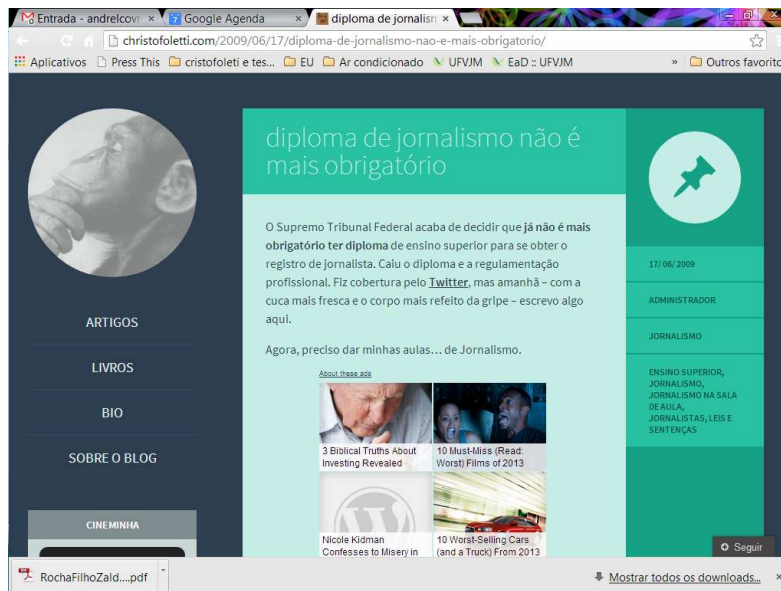 Entrada - andrelcovr
Google Agenda
diploma de jornalism
christofoletti.com/2009/06/17/diploma-de-jornalismo-nao-e-mais-obrigatorio/
Aplicativos
Press This
cristofoleti e tes...
EU
Ar condicionado
UFVJM
EaD :: UFVJM
»
Outros favorito
ARTIGOS
LIVROS
BIO
SOBRE O BLOG
CINEMINHA
diploma de jornalismo não é
mais obrigatório
O Supremo Tribunal Federal acaba de decidir que já não é mais
obrigatório ter diploma de ensino superior para se obter o
registro de jornalista. Caiu o diploma e a regulamentação
profissional. Fiz cobertura pelo Twitter, mas amanhã – com a
cuca mais fresca e o corpo mais refeito da gripe – escrevo algo
aqui.
Agora, preciso dar minhas aulas… de Jornalismo.
About these ads
3 Biblical Truths About
Investing Revealed
10 Must-Miss (Read:
Worst) Films of 2013
Nicole Kidman
Confesses to Misery in
10 Worst-Selling Cars
(and a Truck) From 2013
17/06/2009
ADMINISTRADOR
JORNALISMO
ENSINO SUPERIOR,
JORNALISMO,
JORNALISMO NA SALA
DE AULA,
JORNALISTAS, LEIS E
SENTENÇAS
Seguir
RochaFilhoZald....pdf
Mostrar todos os downloads...